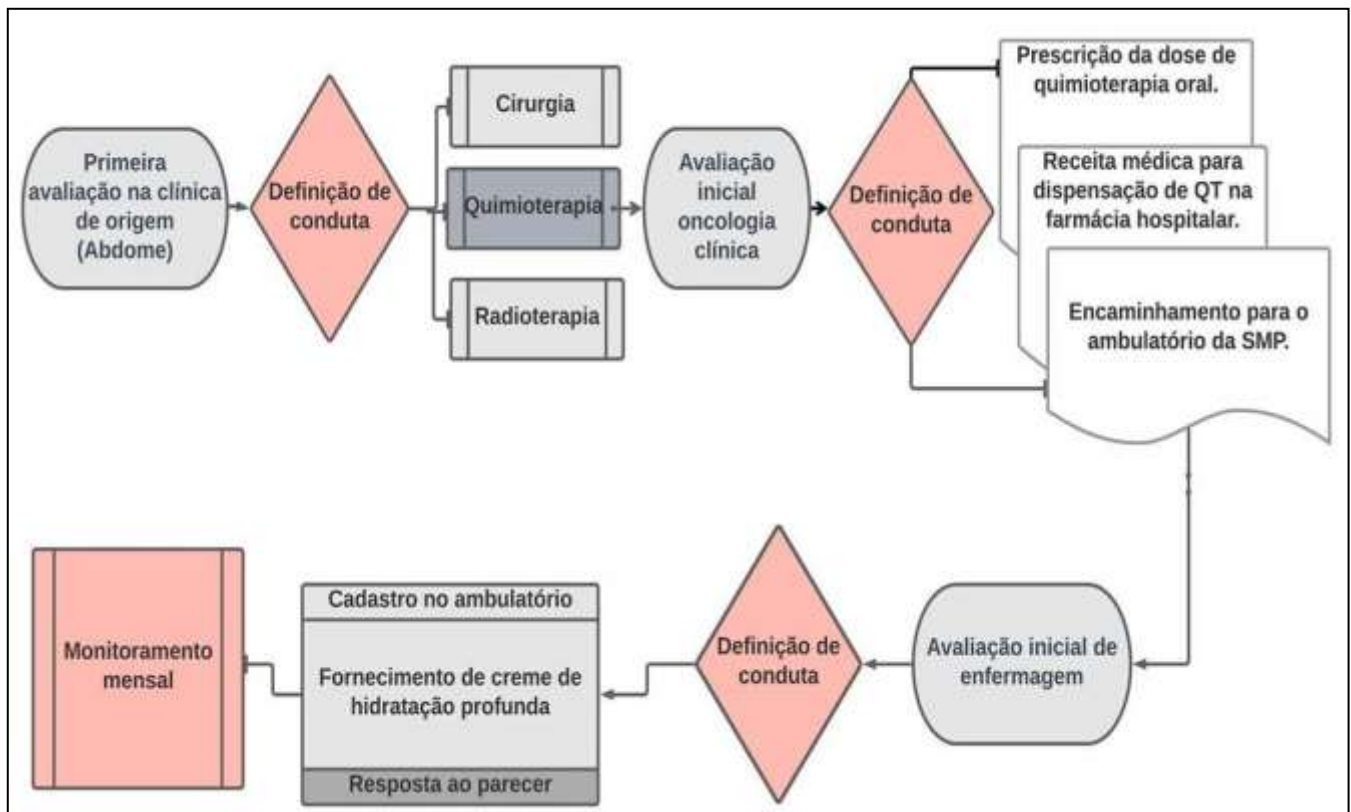 Primeira
avaliação na clínica
de origem
(Abdome)
Definição de
conduta
Cirurgia
Quimioterapia
Radioterapia
Avaliação
inicial
oncologia
clínica
Definição de
conduta
Prescrição da dose de
quimioterapia oral.
Receita médica para
dispensação de QT na
farmácia hospitalar.
Encaminhamento para o
ambulatório da SMP.
Avaliação inicial de
enfermagem
Definição de
conduta
Cadastro no ambulatório
Fornecimento de creme de
hidratação profunda
Resposta ao parecer
Monitoramento
mensal